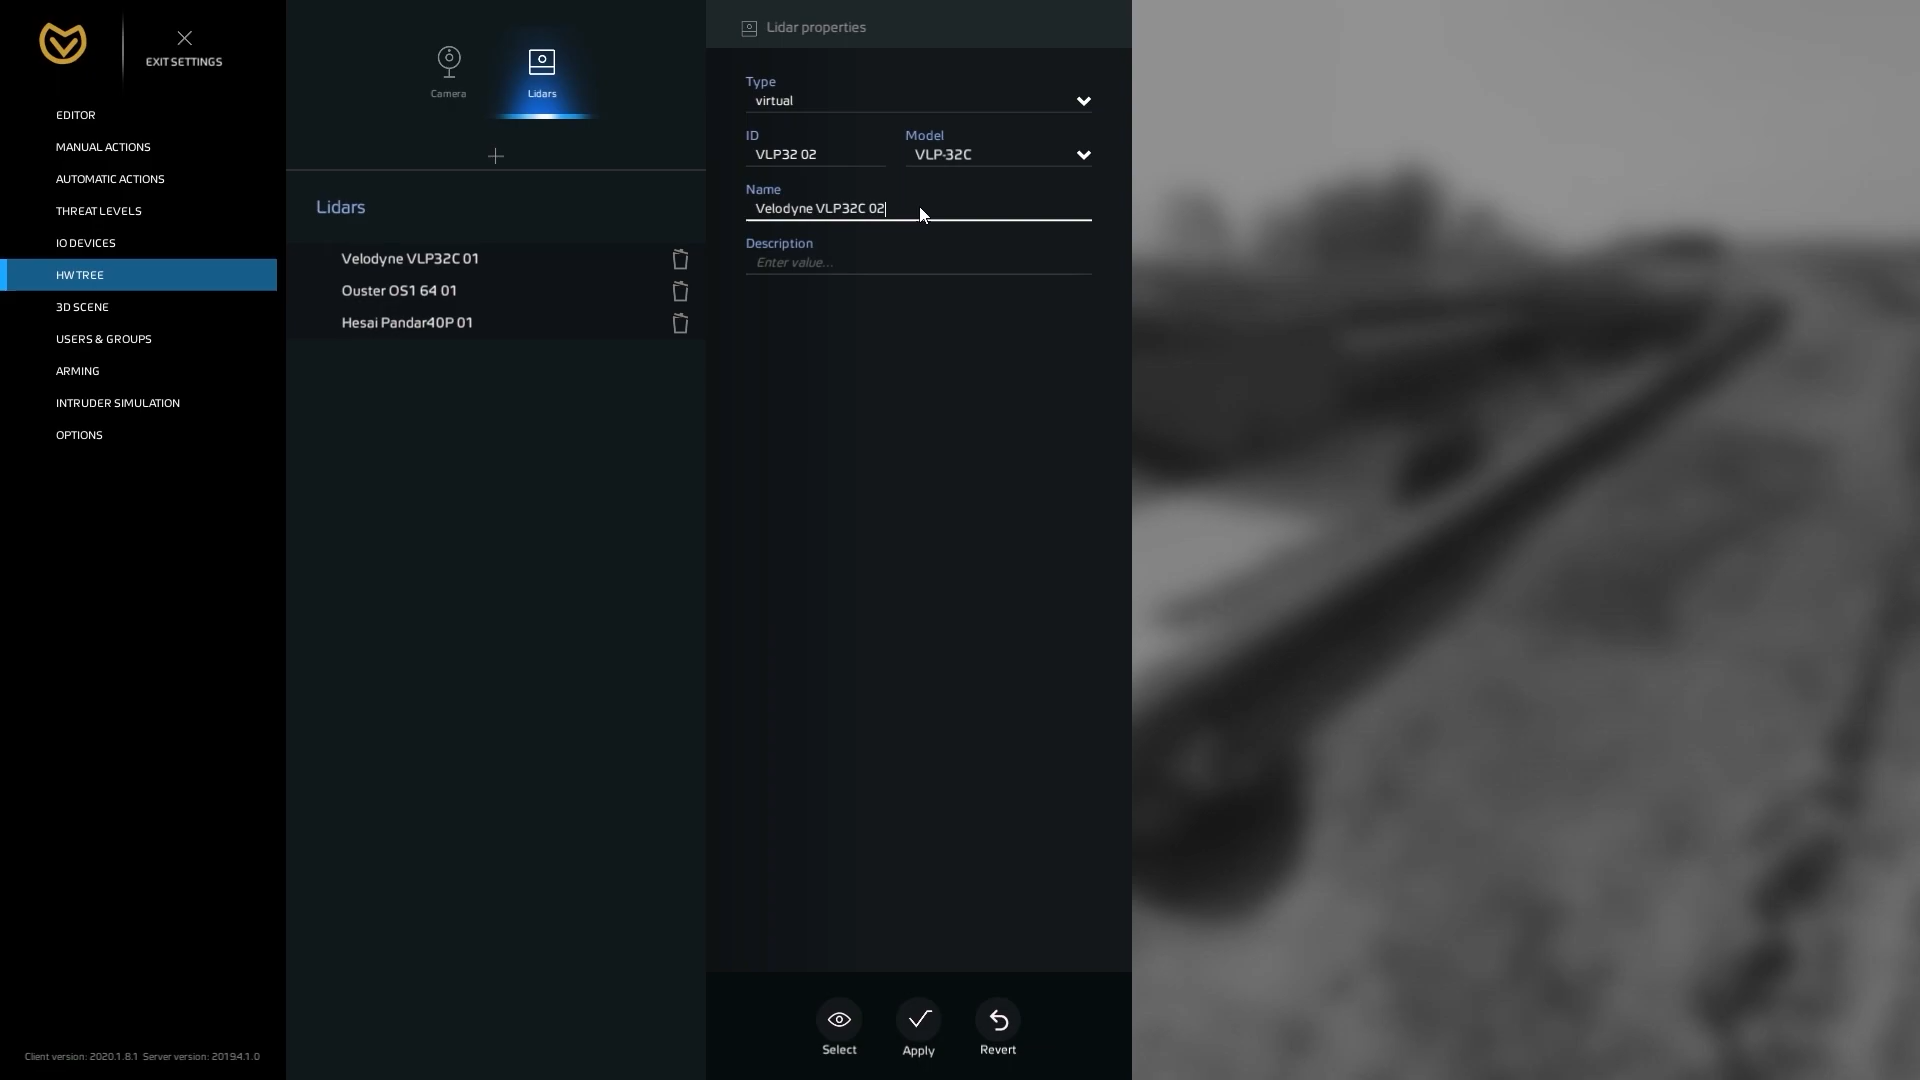 EXIT SETTINGS
EDITOR
MANUAL ACTIONS
AUTOMATIC ACTIONS
THREAT LEVELS
IO DEVICES
HW TREE
3D SCENE
USERS & GROUPS
ARMING
INTRUDER SIMULATION
OPTIONS
Client version: 2020.1.8.1 Server version: 2019.4.1.0
Camera
Lidars
Lidars
Velodyne VLP32C 01
Ouster OS1 64 01
Hesai Pandar40P 01
Lidar properties
Type
virtual
ID
VLP32 02
Model
VLP-32C
Name
Velodyne VLP32C 02
Description
Enter value...
Select
Apply
Revert